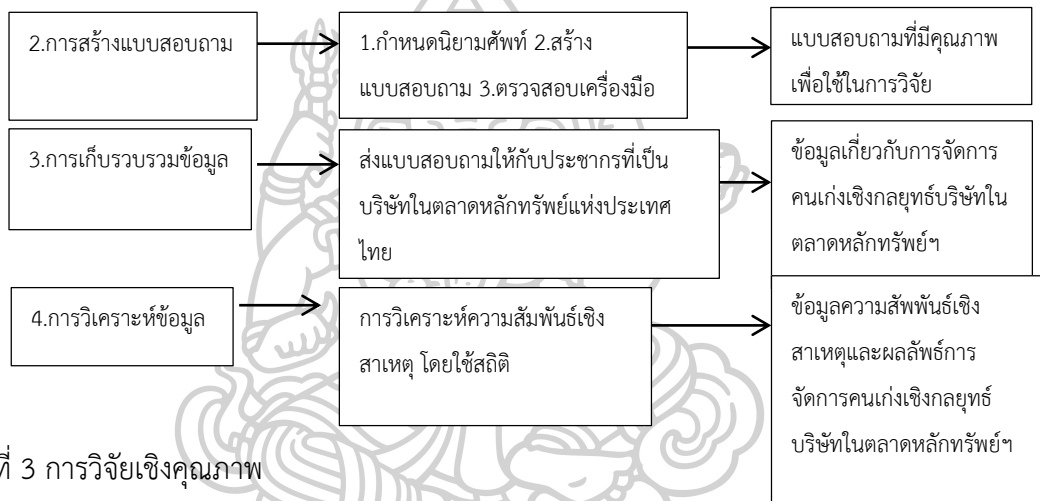 2.การสร้างแบบสอบถาม
1.กำหนดนิยามศัพท์ 2.สร้าง
แบบสอบถาม 3.ตรวจสอบเครื่องมือ
แบบสอบถามที่มีคุณภาพ
เพื่อใช้ในการวิจัย
3.การเก็บรวบรวมข้อมูล
ส่งแบบสอบถามให้กับประชากรที่เป็น
บริษัทในตลาดหลักทรัพย์แห่งประเทศ
ไทย
ข้อมูลเกี่ยวกับการจัดการ
คนเก่งเชิงกลยุทธ์บริษัทใน
ตลาดหลักทรัพย์ฯ
4.การวิเคราะห์ข้อมูล
การวิเคราะห์ความสัมพันธ์เชิง
สาเหตุ โดยใช้สถิติ
ข้อมูลความสัพพันธ์เชิง
สาเหตุและผลลัพธ์การ
จัดการคนเก่งเชิงกลยุทธ์
บริษัทในตลาดหลักทรัพย์ฯ
ที่ 3 การวิจัยเชิงคุณภาพ